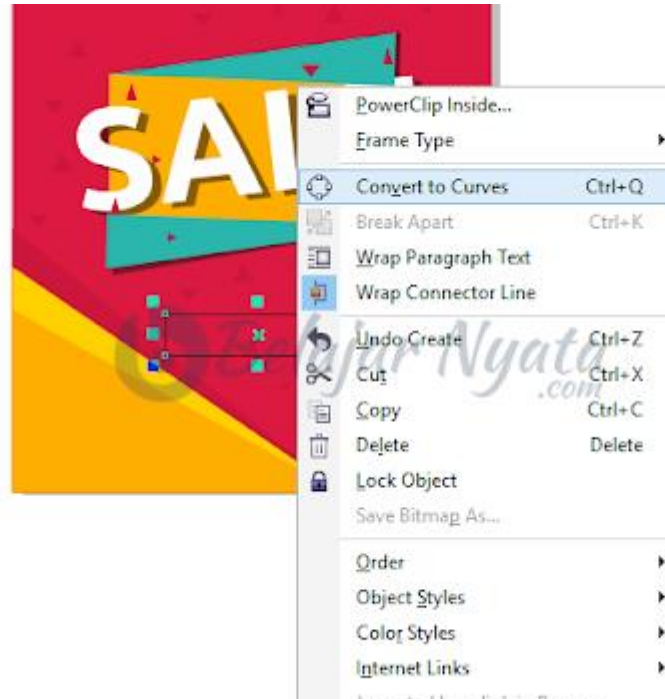 PowerClip Inside...
Frame Type
SAL
Convert to Curves Ctrl+Q
Break Apart Ctrl+K
Wrap Paragraph Text
Wrap Connector Line
Undo Create Ctrl+Z
Belajar Nyata
.com
Cut Ctrl+X
Copy Ctrl+C
Delete Delete
Lock Object
Save Bitmap As...
Order
Object Styles
Color Styles
Internet Links